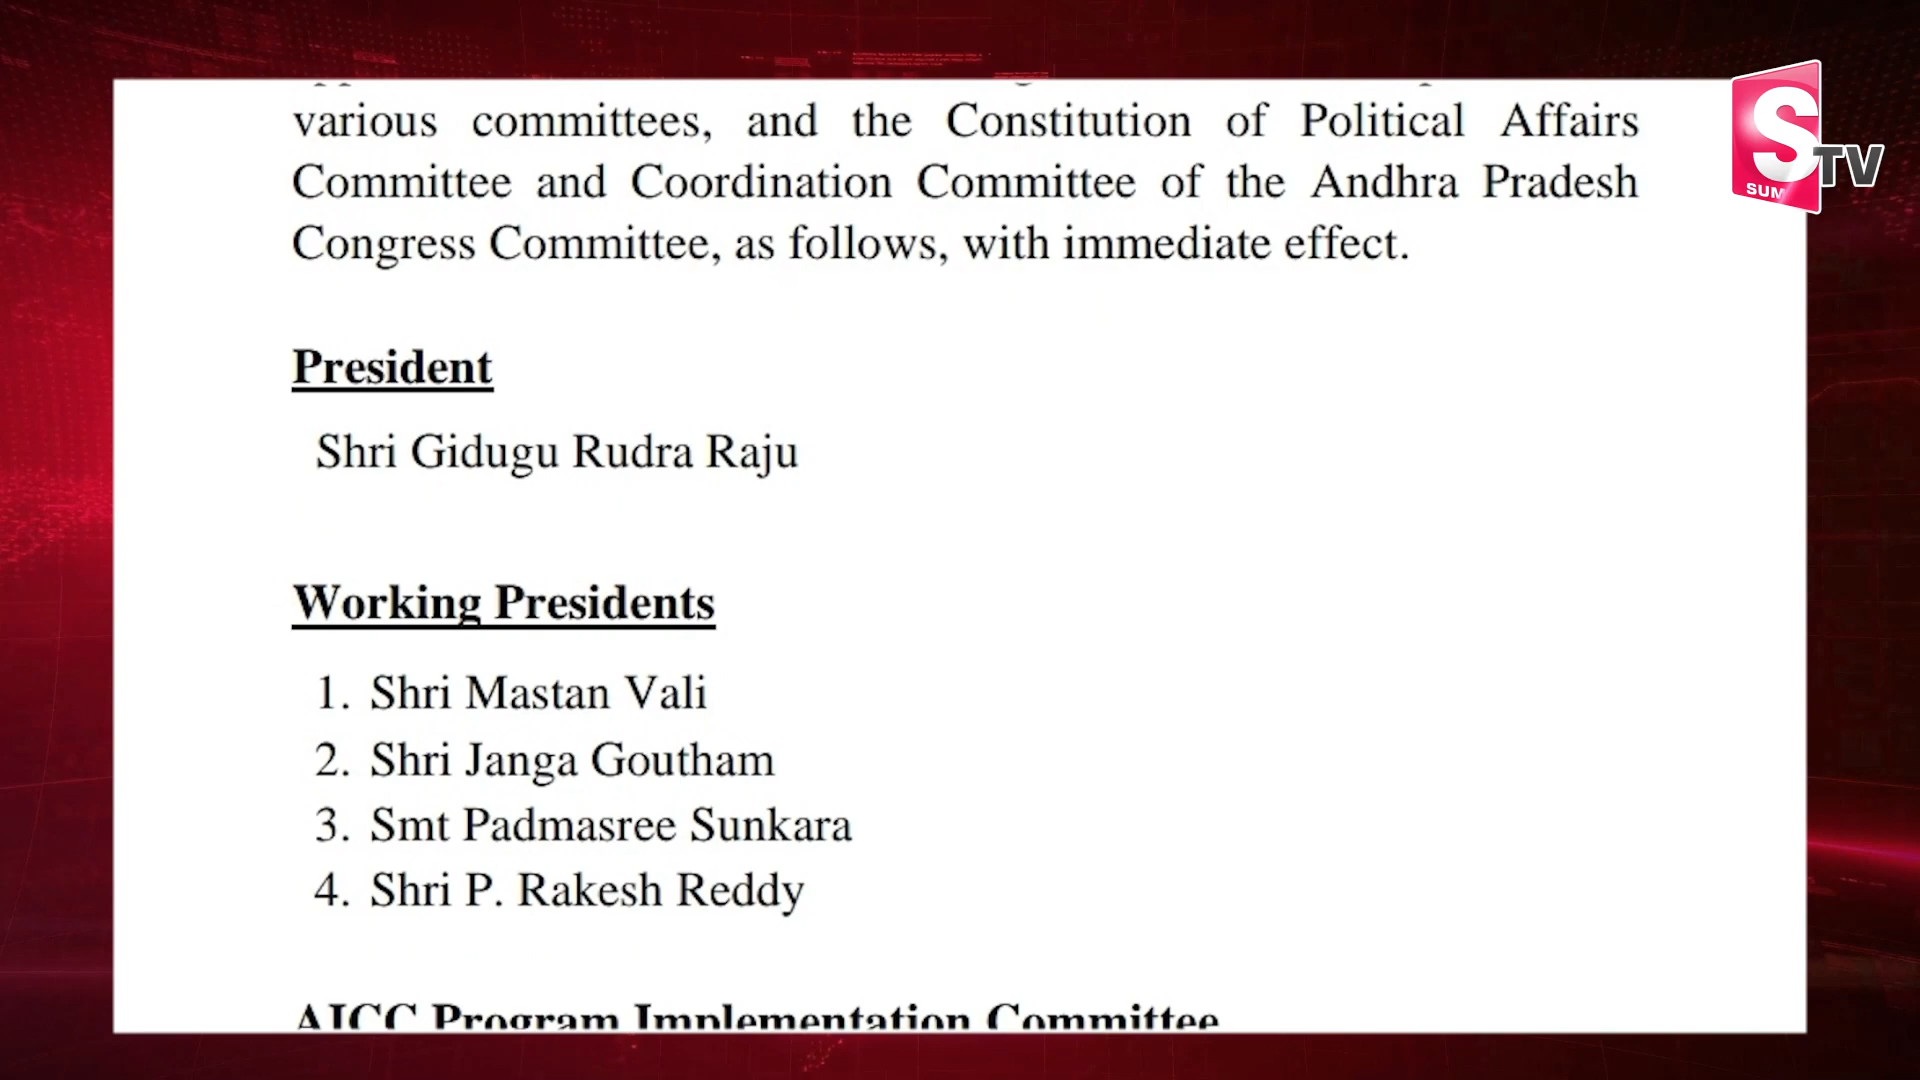 various committees, and the Constitution of Political Affairs
Committee and Coordination Committee of the Andhra Pradesh
Congress Committee, as follows, with immediate effect.
President
Shri Gidugu Rudra Raju
Working Presidents
1. Shri Mastan Vali
2. Shri Janga Goutham
3. Smt Padmasree Sunkara
4. Shri P. Rakesh Reddy
AICC Program Implementation Committee
S
TV
SUM